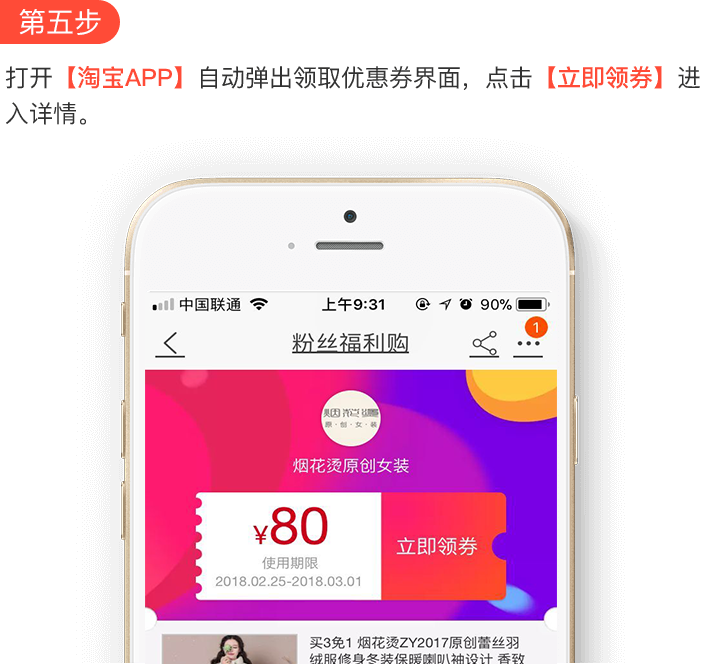 第五步
打开【淘宝APP】自动弹出领取优惠券界面，点击【立即领券】进
入详情。
中国联通 上午9:31 90%
粉丝福利购
1
烟花烫
原·创·女·装
烟花烫原创女装
¥80
立即领券
使用期限
2018.02.25-2018.03.01
买3免1 烟花烫ZY2017原创蕾丝羽
绒服修身冬装保暖喇叭袖设计 香致